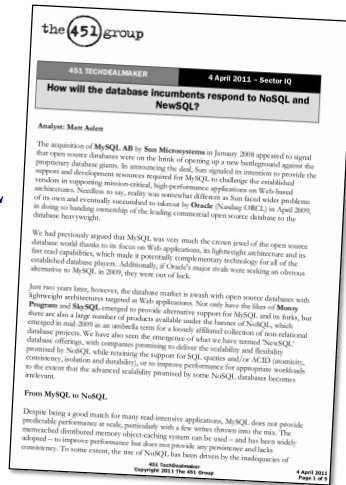 the 451 group
451 TECHDEALMAKER
4 April 2011 – Sector IQ
How will the database incumbents respond to NoSQL and
NewSQL?
Analyst: Matt Aslett
The acquisition of MySQL AB by Sun Microsystems in January 2008 appeared to signal
that open source databases were on the brink of opening up a new battleground against the
proprietary database giants. In announcing the deal, Sun signaled its intention to provide the
support and development resources required for MySQL to challenge the established
vendors in supporting mission-critical, high-performance applications on Web-based
architectures. Needless to say, reality was somewhat different as Sun faced wider problems
of its own and eventually succumbed to takeout by Oracle (Nasdaq: ORCL) in April 2009,
in doing so handing ownership of the leading commercial open source database to the
database heavyweight.
We had previously argued that MySQL was very much the crown jewel of the open source
database world thanks to its focus on Web applications, its lightweight architecture and its
fast read capabilities, which made it potentially complementary technology for all of the
established database players. Additionally, if Oracle's major rivals were seeking an obvious
alternative to MySQL in 2009, they were out of luck.
Just two years later, however, the database market is awash with open source databases with
lightweight architectures targeted at Web applications. Not only have the likes of Monty
Program and SkySQL emerged to provide alternative support for MySQL and its forks, but
there are also a large number of products available under the banner of NoSQL, which
emerged in mid-2009 as an umbrella term for a loosely affiliated collection of non-relational
database projects. We have also seen the emergence of what we have termed 'NewSQL'
database offerings, with companies promising to deliver the scalability and flexibility
promised by NoSQL while retaining the support for SQL queries and/or ACID (atomicity,
consistency, isolation and durability), or to improve performance for appropriate workloads
to the extent that the advanced scalability promised by some NoSQL databases becomes
irrelevant.
From MySQL to NoSQL
Despite being a good match for many read-intensive applications, MySQL does not provide
predictable performance at scale, particularly with a few writes thrown into the mix. The
memcached distributed memory object-caching system can be used – and has been widely
adopted – to improve performance but does not provide any persistence and lacks
consistency. To some extent, the rise of NoSQL has been driven by the inadequacies of
451 TechDealmaker
Copyright 2011 The 451 Group
4 April 2011
Page 1 of 5